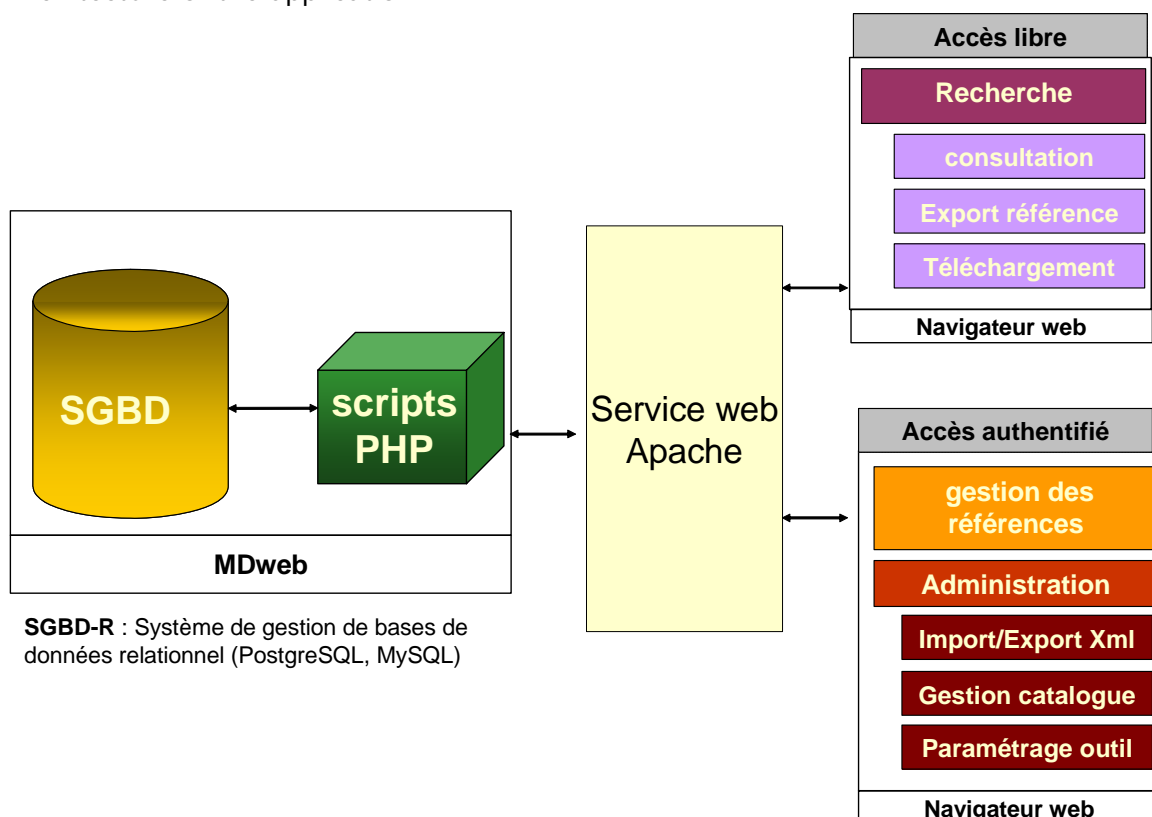 Accès libre
Recherche
consultation
Export référence
Téléchargement
Navigateur web
SGBD
scripts
PHP
MDweb
Service web
Apache
SGBD-R : Système de gestion de bases de
données relationnel (PostgreSQL, MySQL)
Accès authentifié
gestion des
références
Administration
Import/Export Xml
Gestion catalogue
Paramétrage outil
Navigateur web